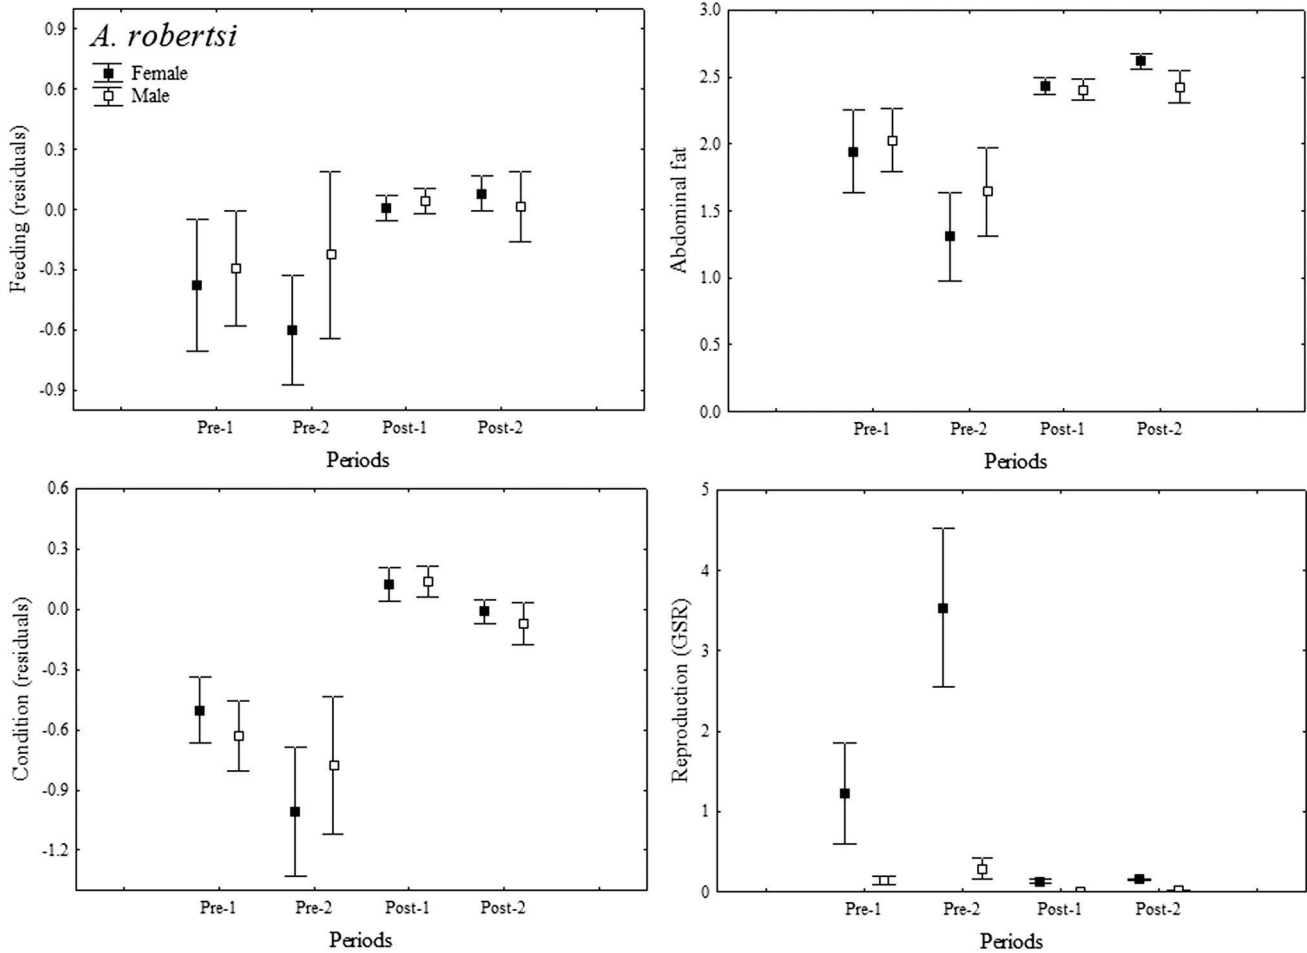 A. robertsi
Female
Male
Feeding (residuals)
0.9
0.6
0.3
0.0
-0.3
-0.6
-0.9
Pre-1 Pre-2 Post-1 Post-2
Periods
Abdominal fat
3.0
2.5
2.0
1.5
1.0
0.5
0.0
Pre-1 Pre-2 Post-1 Post-2
Periods
Condition (residuals)
0.6
0.3
0.0
-0.3
-0.6
-0.9
-1.2
Pre-1 Pre-2 Post-1 Post-2
Periods
Reproduction (GSR)
5
4
3
2
1
0
Pre-1 Pre-2 Post-1 Post-2
Periods